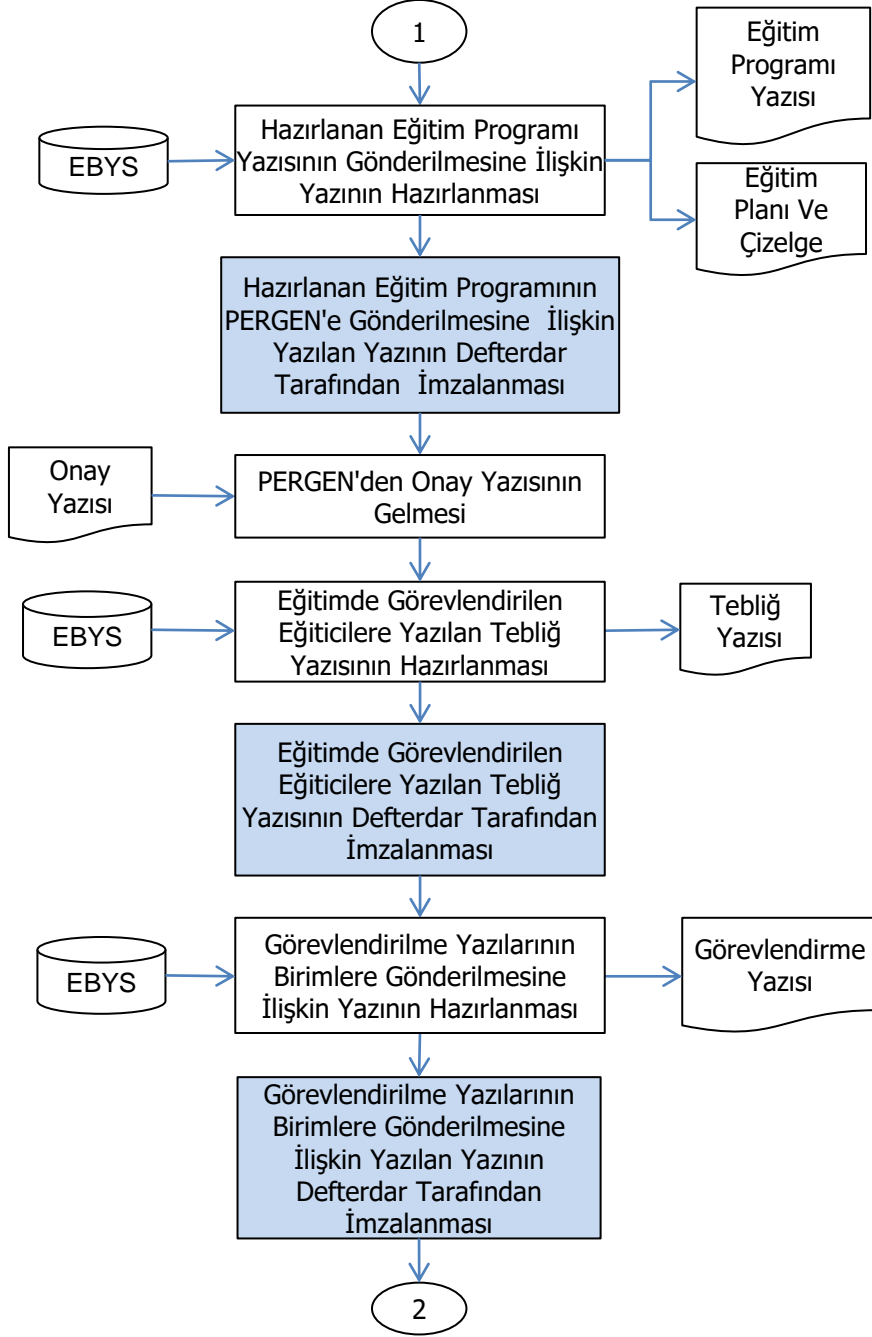 1
Eğitim
Programı
Yazısı
EBYS
Hazırlanan Eğitim Programı
Yazısının Gönderilmesine İlişkin
Yazının Hazırlanması
Eğitim
Planı Ve
Çizelge
Hazırlanan Eğitim Programının
PERGEN'e Gönderilmesine İlişkin
Yazılan Yazının Defterdar
Tarafından İmzalanması
Onay
Yazısı
PERGEN'den Onay Yazısının
Gelmesi
EBYS
Eğitimde Görevlendirilen
Eğiticilere Yazılan Tebliğ
Yazısının Hazırlanması
Tebliğ
Yazısı
Eğitimde Görevlendirilen
Eğiticilere Yazılan Tebliğ
Yazısının Defterdar Tarafından
İmzalanması
EBYS
Görevlendirilme Yazılarının
Birimlere Gönderilmesine
İlişkin Yazının Hazırlanması
Görevlendirme
Yazısı
Görevlendirilme Yazılarının
Birimlere Gönderilmesine
İlişkin Yazılan Yazının
Defterdar Tarafından
İmzalanması
2